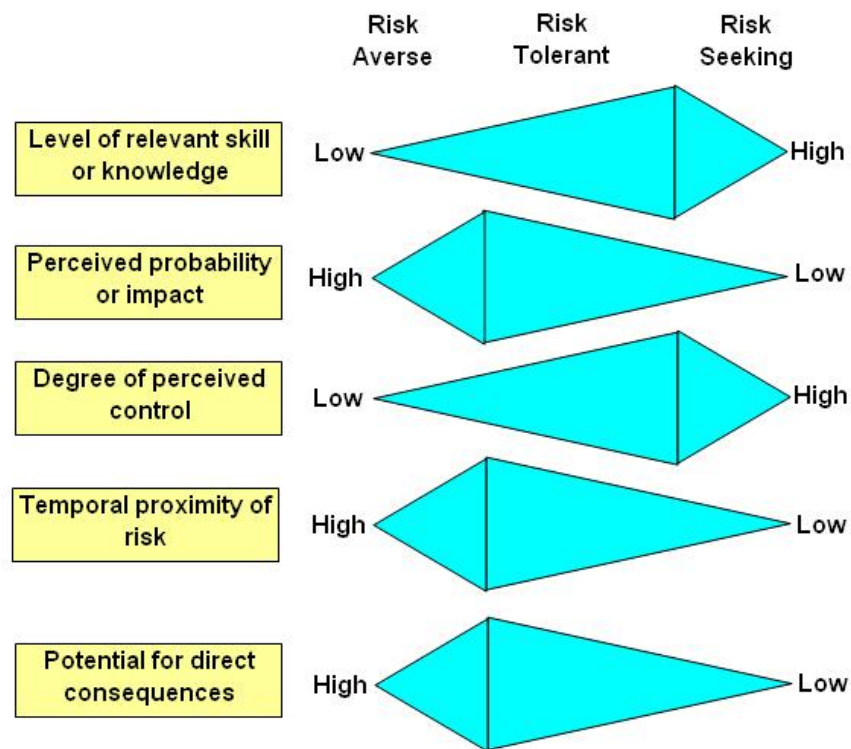 Risk
Averse
Risk
Tolerant
Risk
Seeking
Level of relevant skill
or knowledge
Low
High
Perceived probability
or impact
High
Low
Degree of perceived
control
Low
High
Temporal proximity of
risk
High
Low
Potential for direct
consequences
High
Low